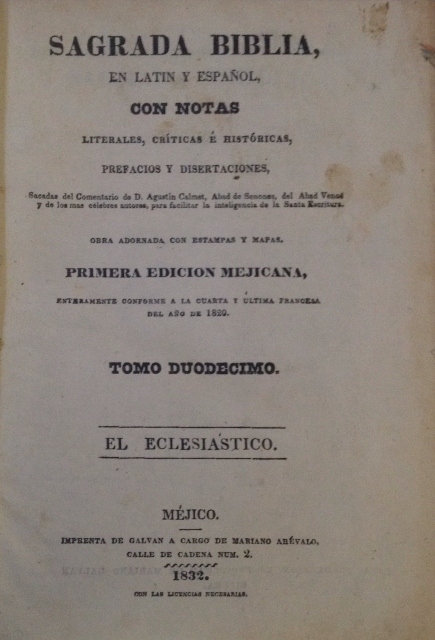 SAGRADA BIBLIA,
EN LATIN Y ESPAÑOL,
CON NOTAS
LITERALES, CRÍTICAS É HISTÓRICAS,
PREFACIOS Y DISERTACIONES,
Sacadas del Comentario de D. Agustin Calmet, Abad de Senones, del Abad Vencé
y de los mas célebres autores, para facilitar la inteligencia de la Santa Escritura.
OBRA ADORNADA CON ESTAMPAS Y MAPAS.
PRIMERA EDICION MEJICANA,
ENTERAMENTE CONFORME A LA CUARTA Y ÚLTIMA FRANCESA
DEL AÑO DE 1820.
TOMO DUODECIMO.
EL ECLESIÁSTICO.
MÉJICO.
IMPRENTA DE GALVAN A CARGO DE MARIANO ARÉVALO,
CALLE DE CADENA NUM. 2.
1832.
CON LAS LICENCIAS NECESARIAS.